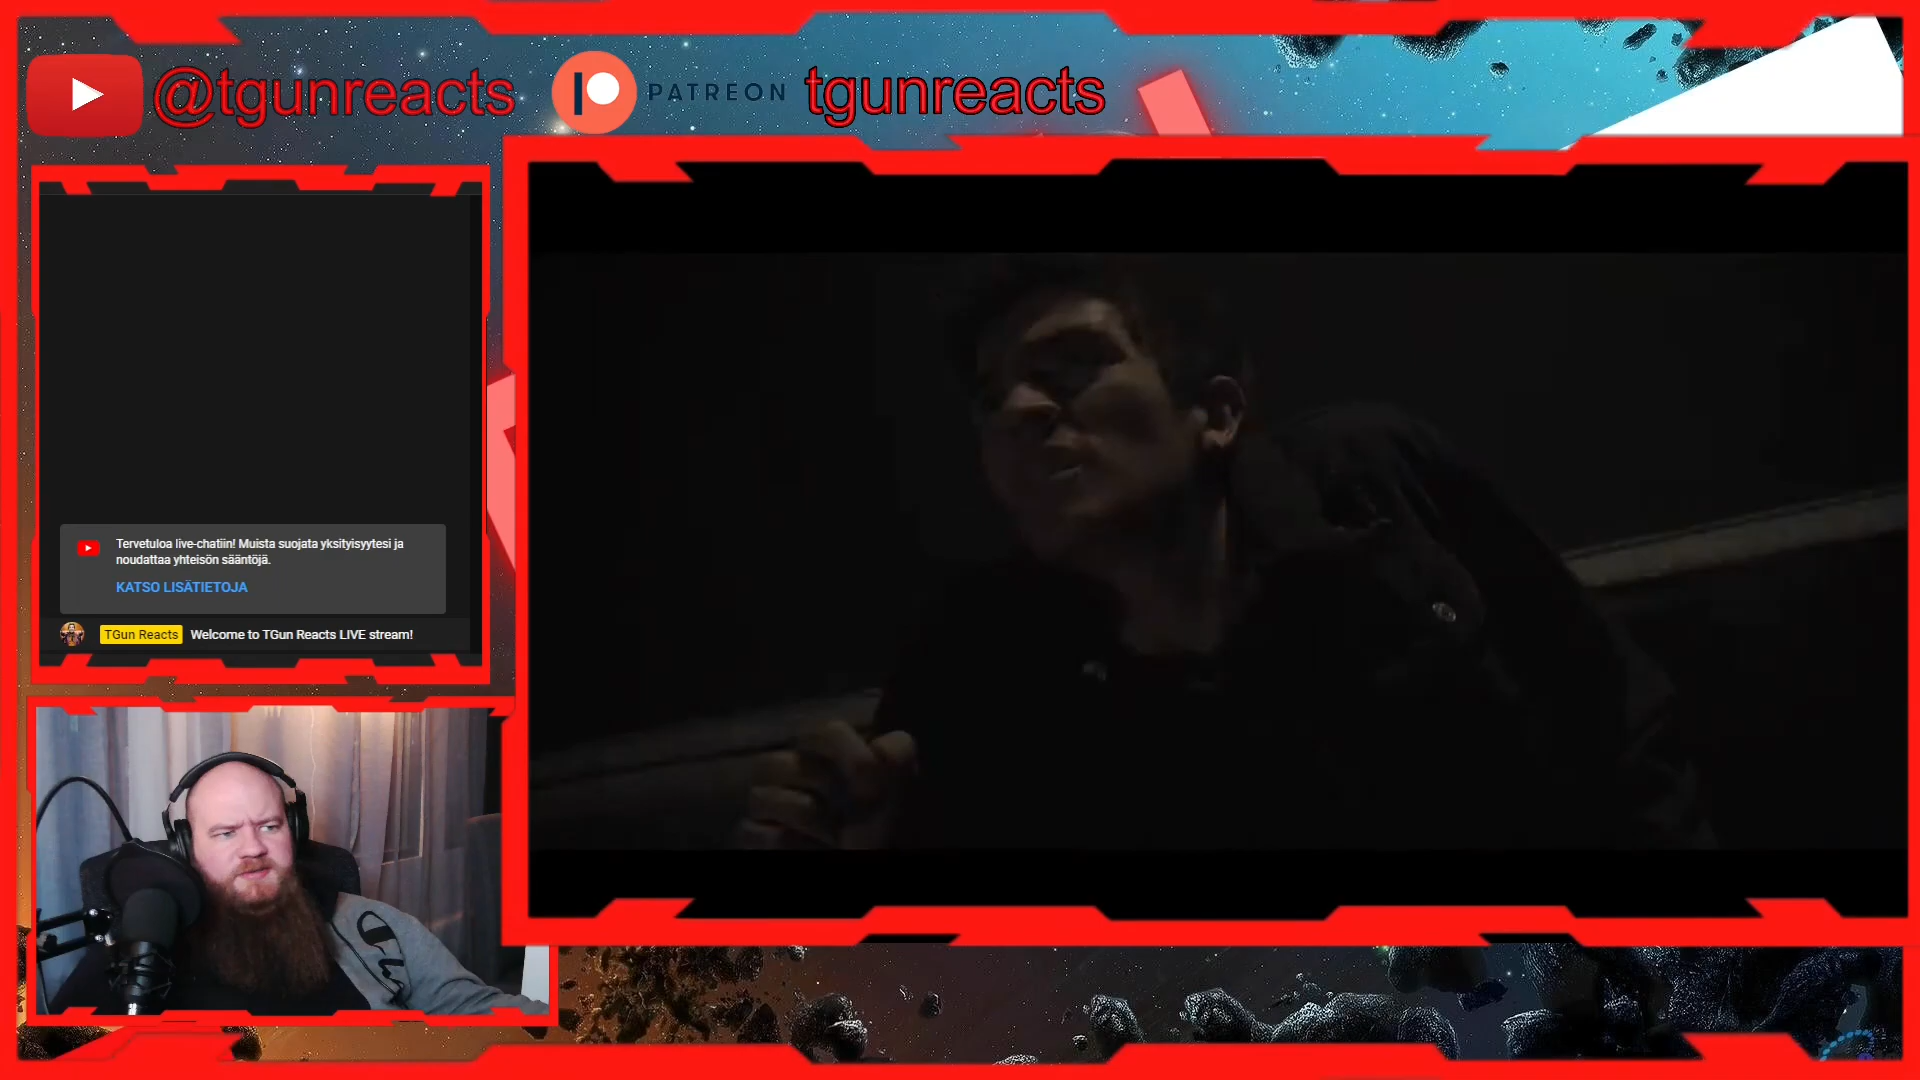 @tgunreacts
PATREON
tgunreacts
Tervetuloa live-chatiin! Muista suojata yksityisyytesi ja
noudattaa yhteisön sääntöjä.
KATSO LISÄTIETOJA
TGun Reacts Welcome to TGun Reacts LIVE stream!